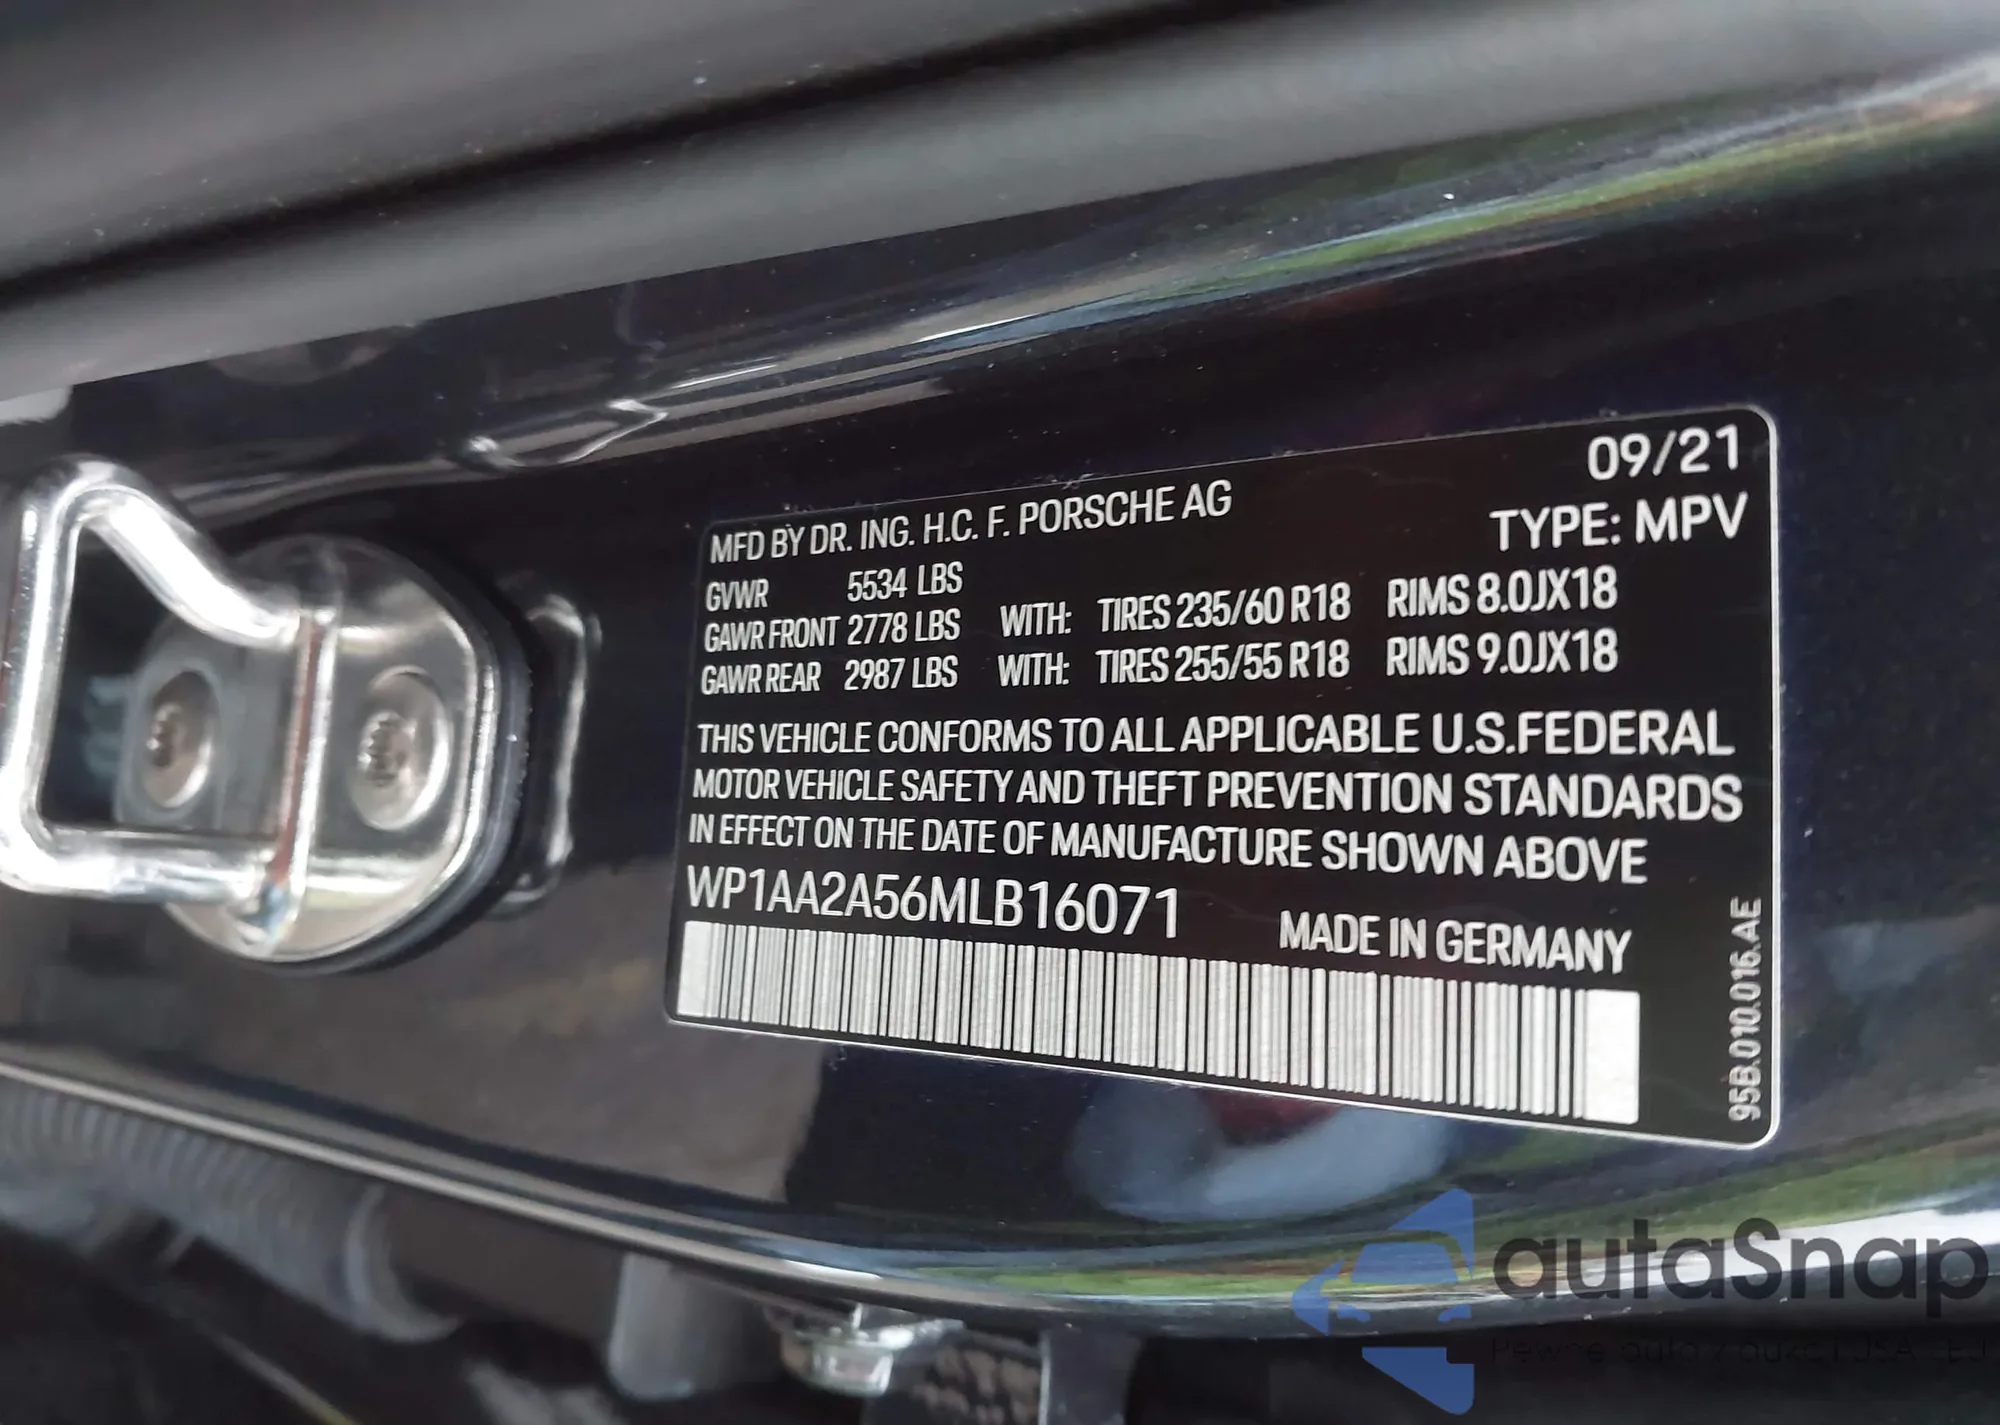 09/21
MFD BY DR. ING. H.C. F. PORSCHE AG
TYPE: MPV
GVWR 5534 LBS
GAWR FRONT 2778 LBS WITH: TIRES 235/60 R18 RIMS 8.0JX18
GAWR REAR 2987 LBS WITH: TIRES 255/55 R18 RIMS 9.0JX18
THIS VEHICLE CONFORMS TO ALL APPLICABLE U.S.FEDERAL
MOTOR VEHICLE SAFETY AND THEFT PREVENTION STANDARDS
IN EFFECT ON THE DATE OF MANUFACTURE SHOWN ABOVE
WP1AA2A56MLB16071
MADE IN GERMANY
95B.010.016.AE
autaSnap